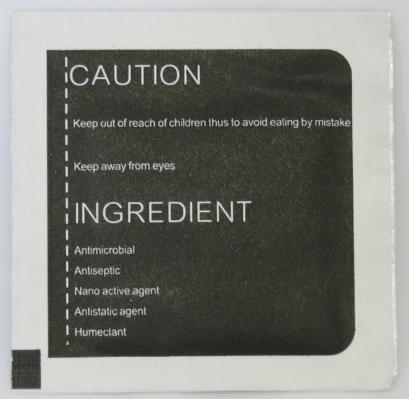 CAUTION
Keep out of reach of children thus to avoid eating by mistake
Keep away from eyes
INGREDIENT
Antimicrobial
Antiseptic
Nano active agent
Antistatic agent
Humectant